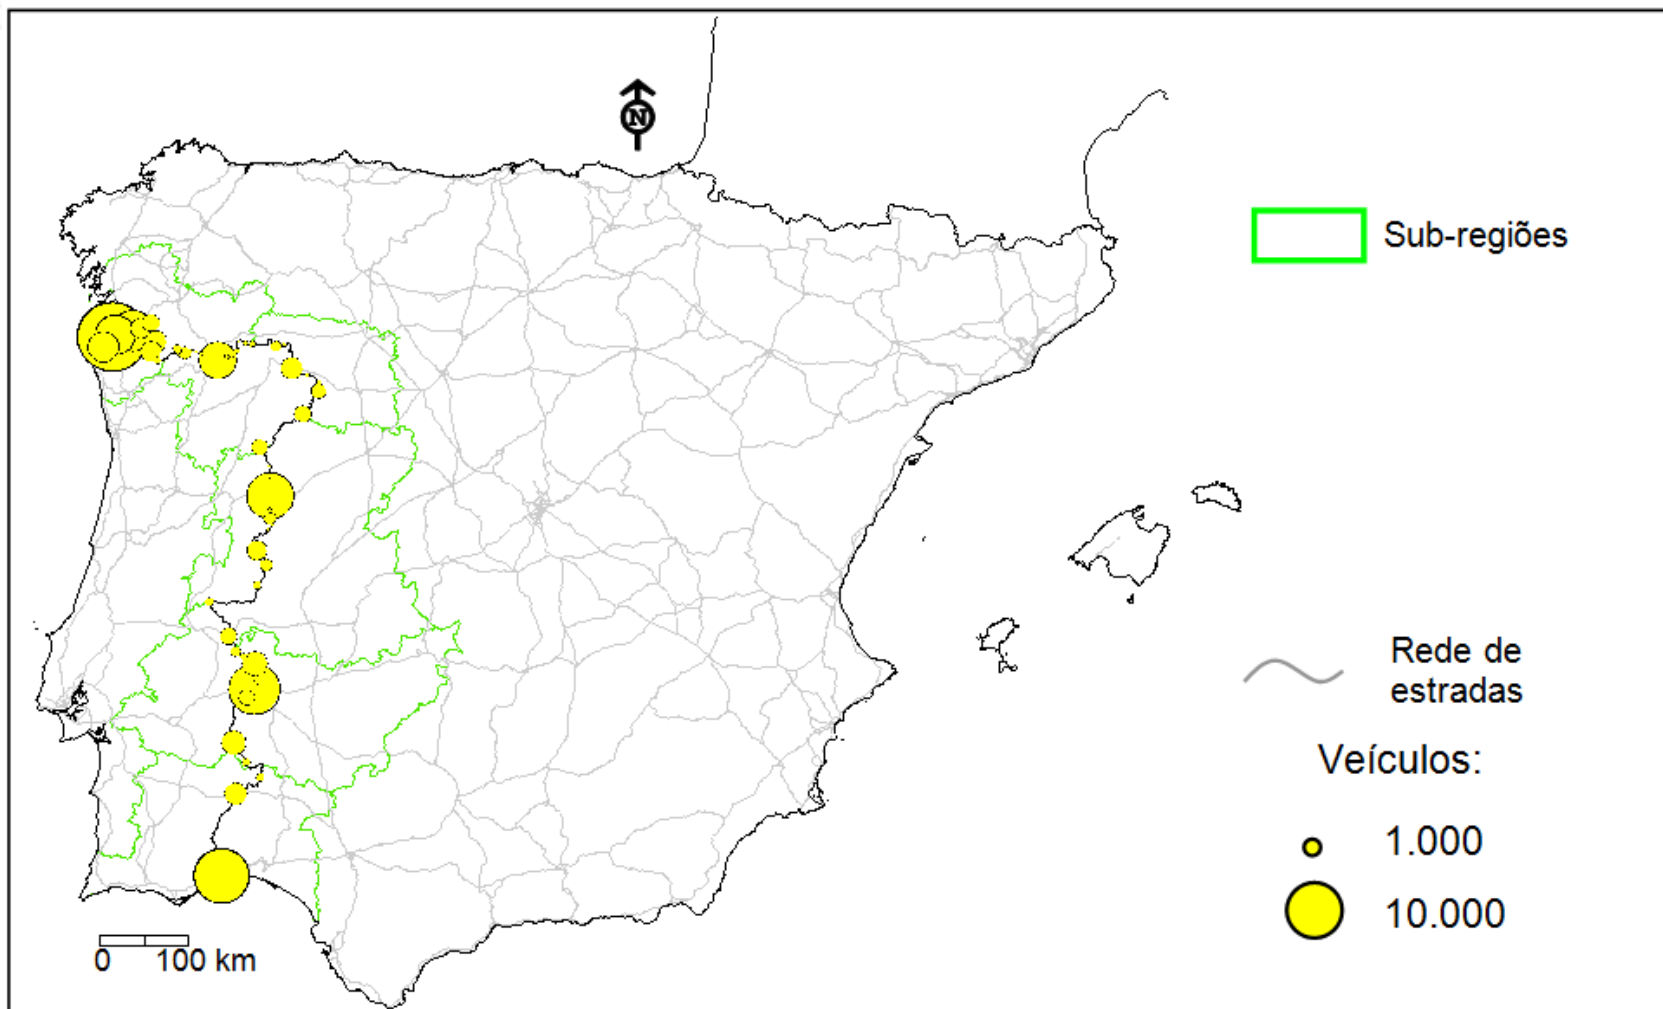 N
Sub-regiões
Rede de
estradas
Veículos:
1.000
10.000
0 100 km